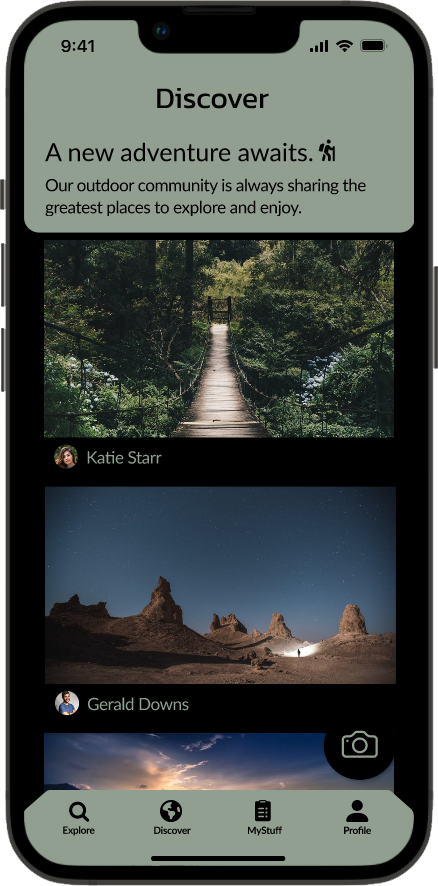 9:41
Discover
A new adventure awaits.
Our outdoor community is always sharing the
greatest places to explore and enjoy.
Katie Starr
Gerald Downs
Explore
Discover
MyStuff
Profile